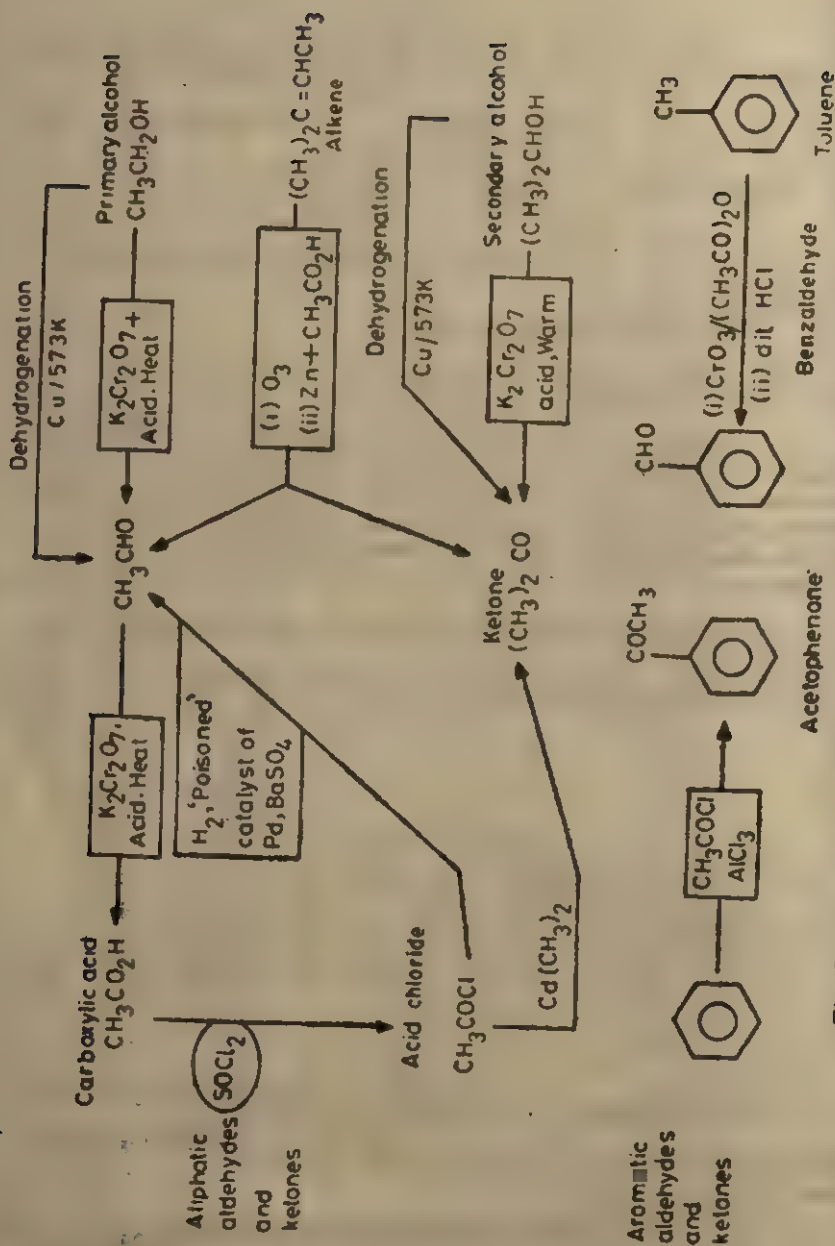 Dehydrogenation
Cu/573K
Primary alcohol
CH3CH2OH
K2Cr2O7+
Acid.Heat
CH3 CHO
K2Cr2O7,
Acid.Heat
Carboxylic acid
CH3CO2H
(CH3)2C=CHCH3
Alkene
(i) O3
(ii) Zn+CH3CO2H
H2,'Poisoned'
catalyst of
Pd,BaSO4
SOCl2
Aliphatic
aldehydes
and
ketones
Dehydrogenation
Cu/573K
Secondary alcohol
(CH3)2CHOH
K2Cr2O7
acid,Warm
Ketone
(CH3)2 CO
Acid chloride
CH3COCl
Cd(CH3)2
Aromatic
aldehydes
and
ketones
CH3COCl
AlCl3
COCH3
Acetophenone
CHO
(i) CrO3/(CH3CO)2O
(ii) dil HCl
Benzaldehyde
CH3
Toluene